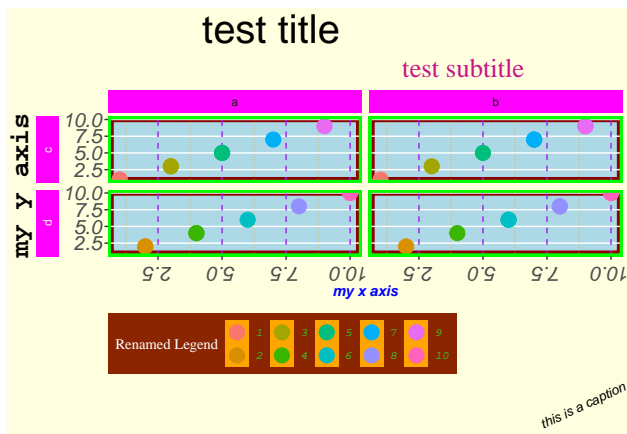 test title
test subtitle
a b
my y axis
c
10.0
7.5
5.0
2.5
d
10.0
7.5
5.0
2.5
2.5 5.0 7.5 10.0 2.5 5.0 7.5 10.0
my x axis
Renamed Legend
1 3 5 7 9
2 4 6 8 10
this is a caption